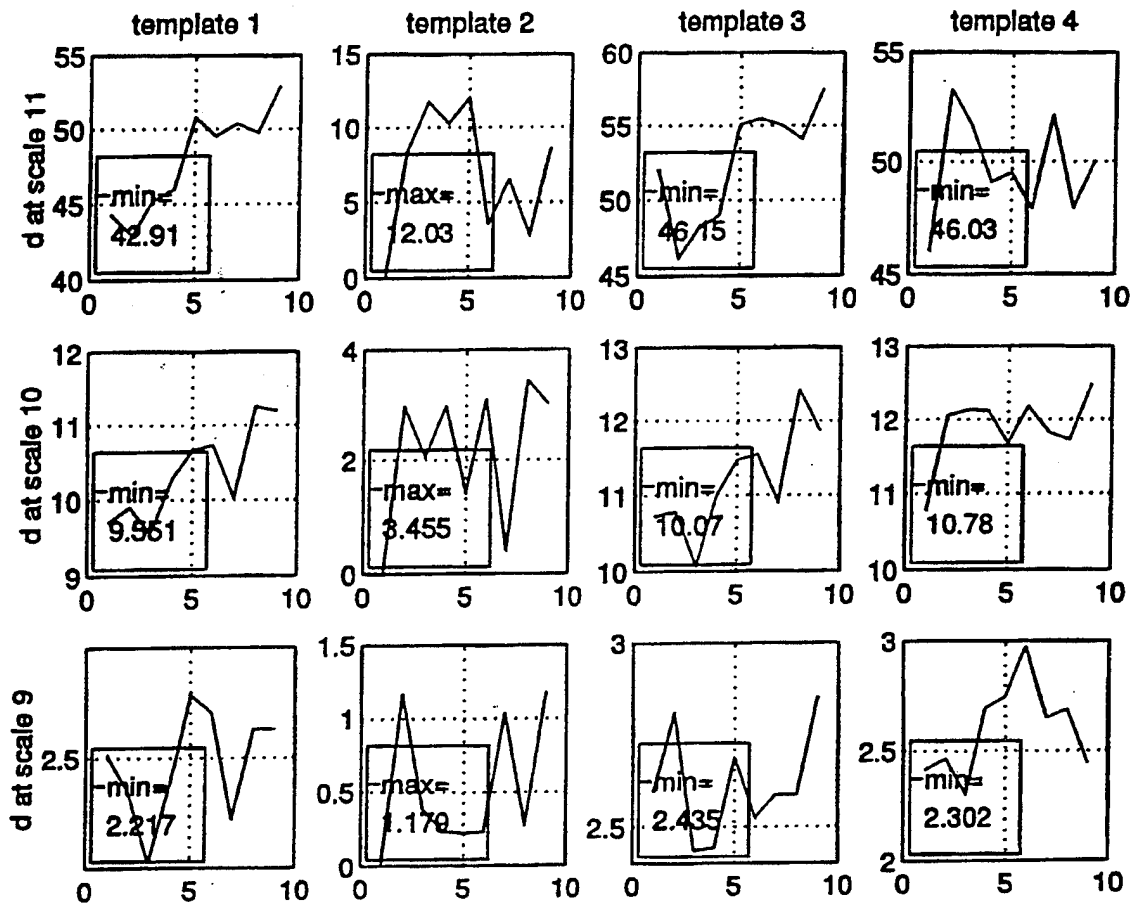 template 1 template 2 template 3 template 4
d at scale 11
55
50
45
40
min=
42.91
0 5 10
15
10
5
0
max=
12.03
0 5 10
60
55
50
45
min=
46.15
0 5 10
55
50
45
min=
46.03
0 5 10
d at scale 10
12
11
10
9
min=
9.551
0 5 10
4
2
0
max=
3.455
0 5 10
13
12
11
10
min=
10.07
0 5 10
13
12
11
10
min=
10.78
0 5 10
d at scale 9
2.5
min=
2.217
0 5 10
1.5
1
0.5
0
max=
1.179
0 5 10
3
2.5
min=
2.435
0 5 10
3
2.5
2
min=
2.302
0 5 10